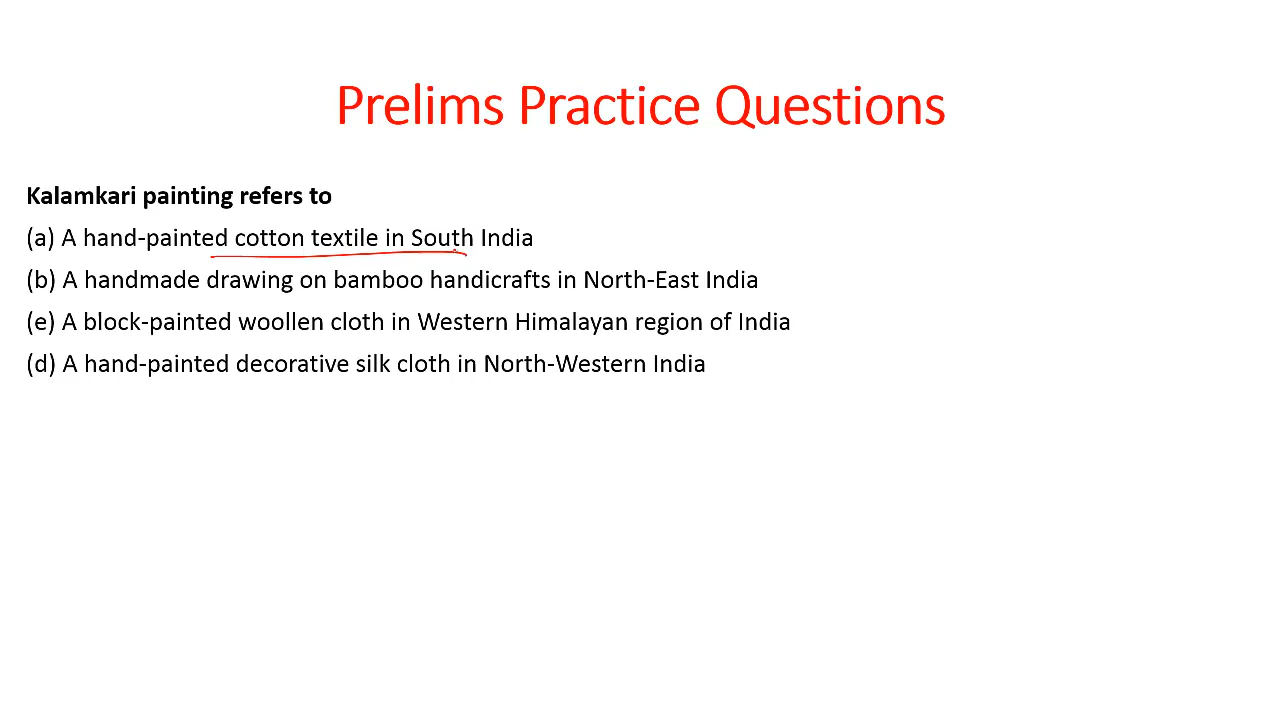 Prelims Practice Questions
Kalamkari painting refers to
(a) A hand-painted cotton textile in South India
(b) A handmade drawing on bamboo handicrafts in North-East India
(e) A block-painted woollen cloth in Western Himalayan region of India
(d) A hand-painted decorative silk cloth in North-Western India